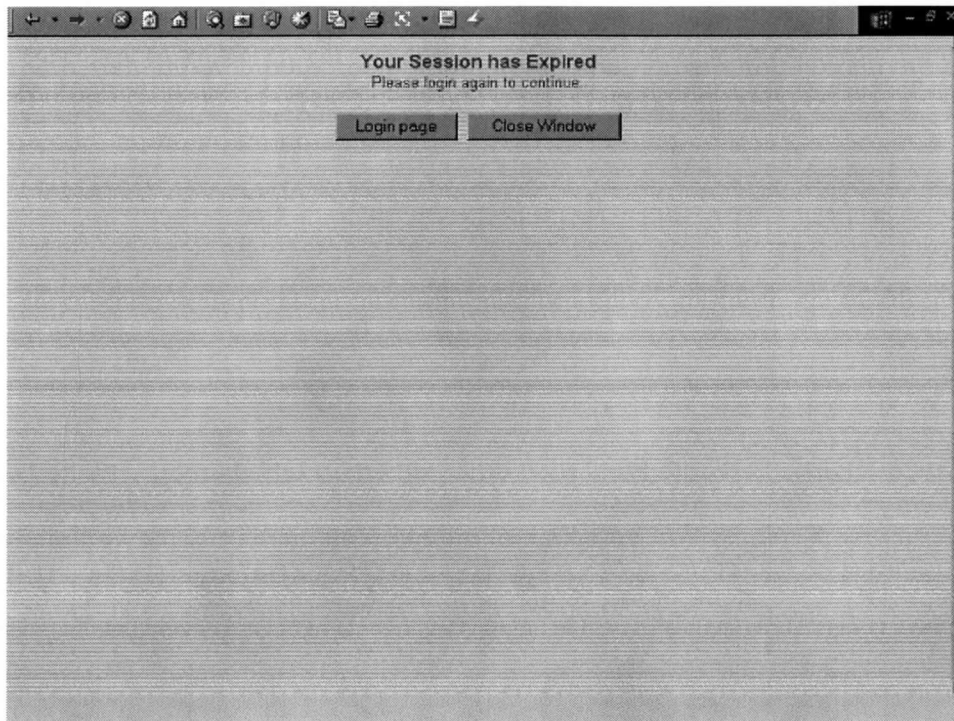 Your Session has Expired
Please login again to continue.
Login page
Close Window